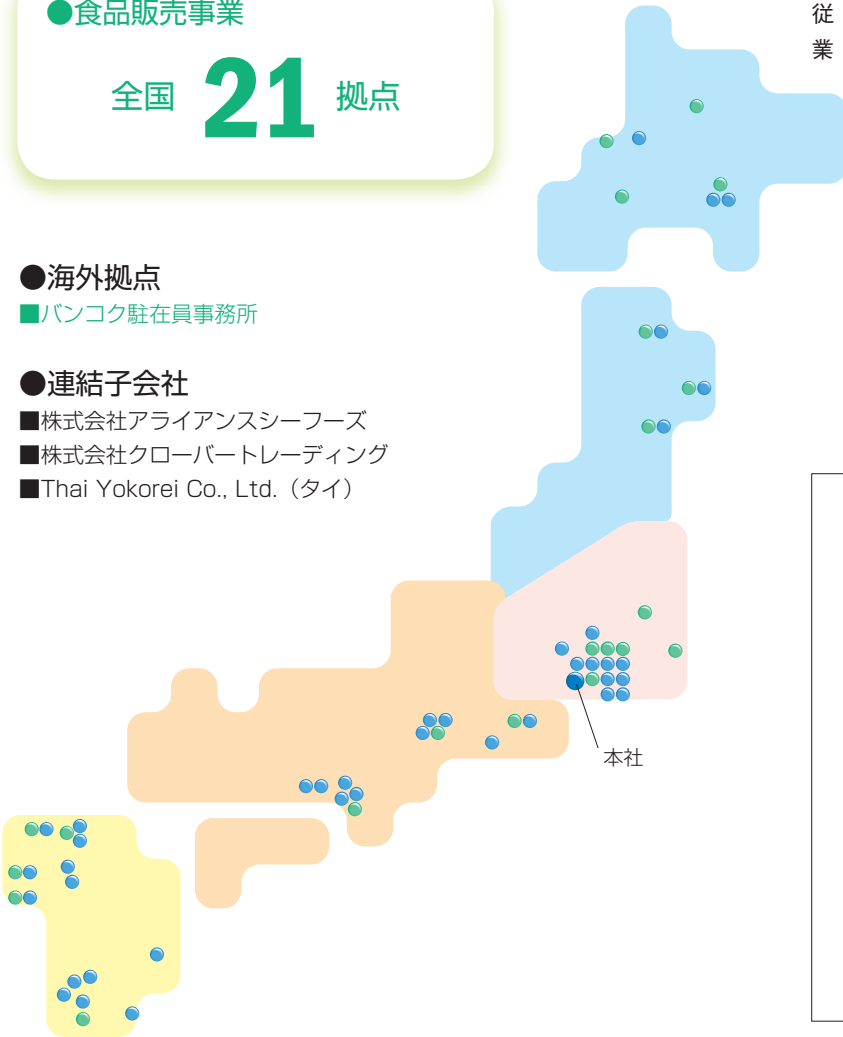 ●食品販売事業
全国 21 拠点
●海外拠点
■バンコク駐在員事務所
●連結子会社
■株式会社アライアンスシーフーズ
■株式会社クローバートレーディング
■Thai Yokorei Co., Ltd.（タイ）
本社
従
業